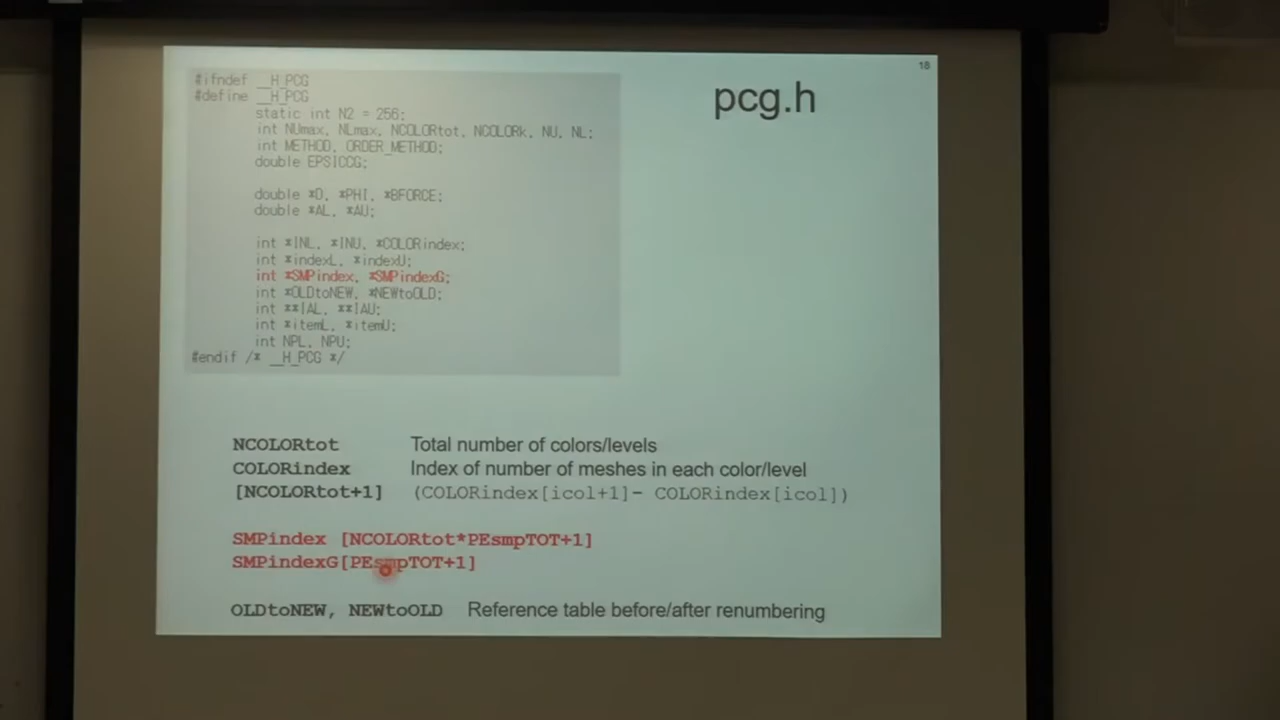 18
pcg.h
#ifndef __H_PCG
#define __H_PCG
static int N2 = 256;
int NUmax, NLmax, NCOLORtot, NCOLORk, NU, NL;
int METHOD, ORDER_METHOD;
double EPSICCG;
double *D, *PHI, *BFORCE;
double *AL, *AU;
int *INL, *INU, *COLORindex;
int *indexL, *indexU;
int *SMPindex, *SMPindexG;
int *OLDtoNEW, *NEWtoOLD;
int **IAL, **IAU;
int *itemL, *itemU;
int NPL, NPU;
#endif /* __H_PCG */
NCOLORtot Total number of colors/levels
COLORindex Index of number of meshes in each color/level
[NCOLORtot+1] (COLORindex[icol+1]- COLORindex[icol])
SMPindex [NCOLORtot*PEsmpTOT+1]
SMPindexG[PEsmpTOT+1]
OLDtoNEW, NEWtoOLD Reference table before/after renumbering